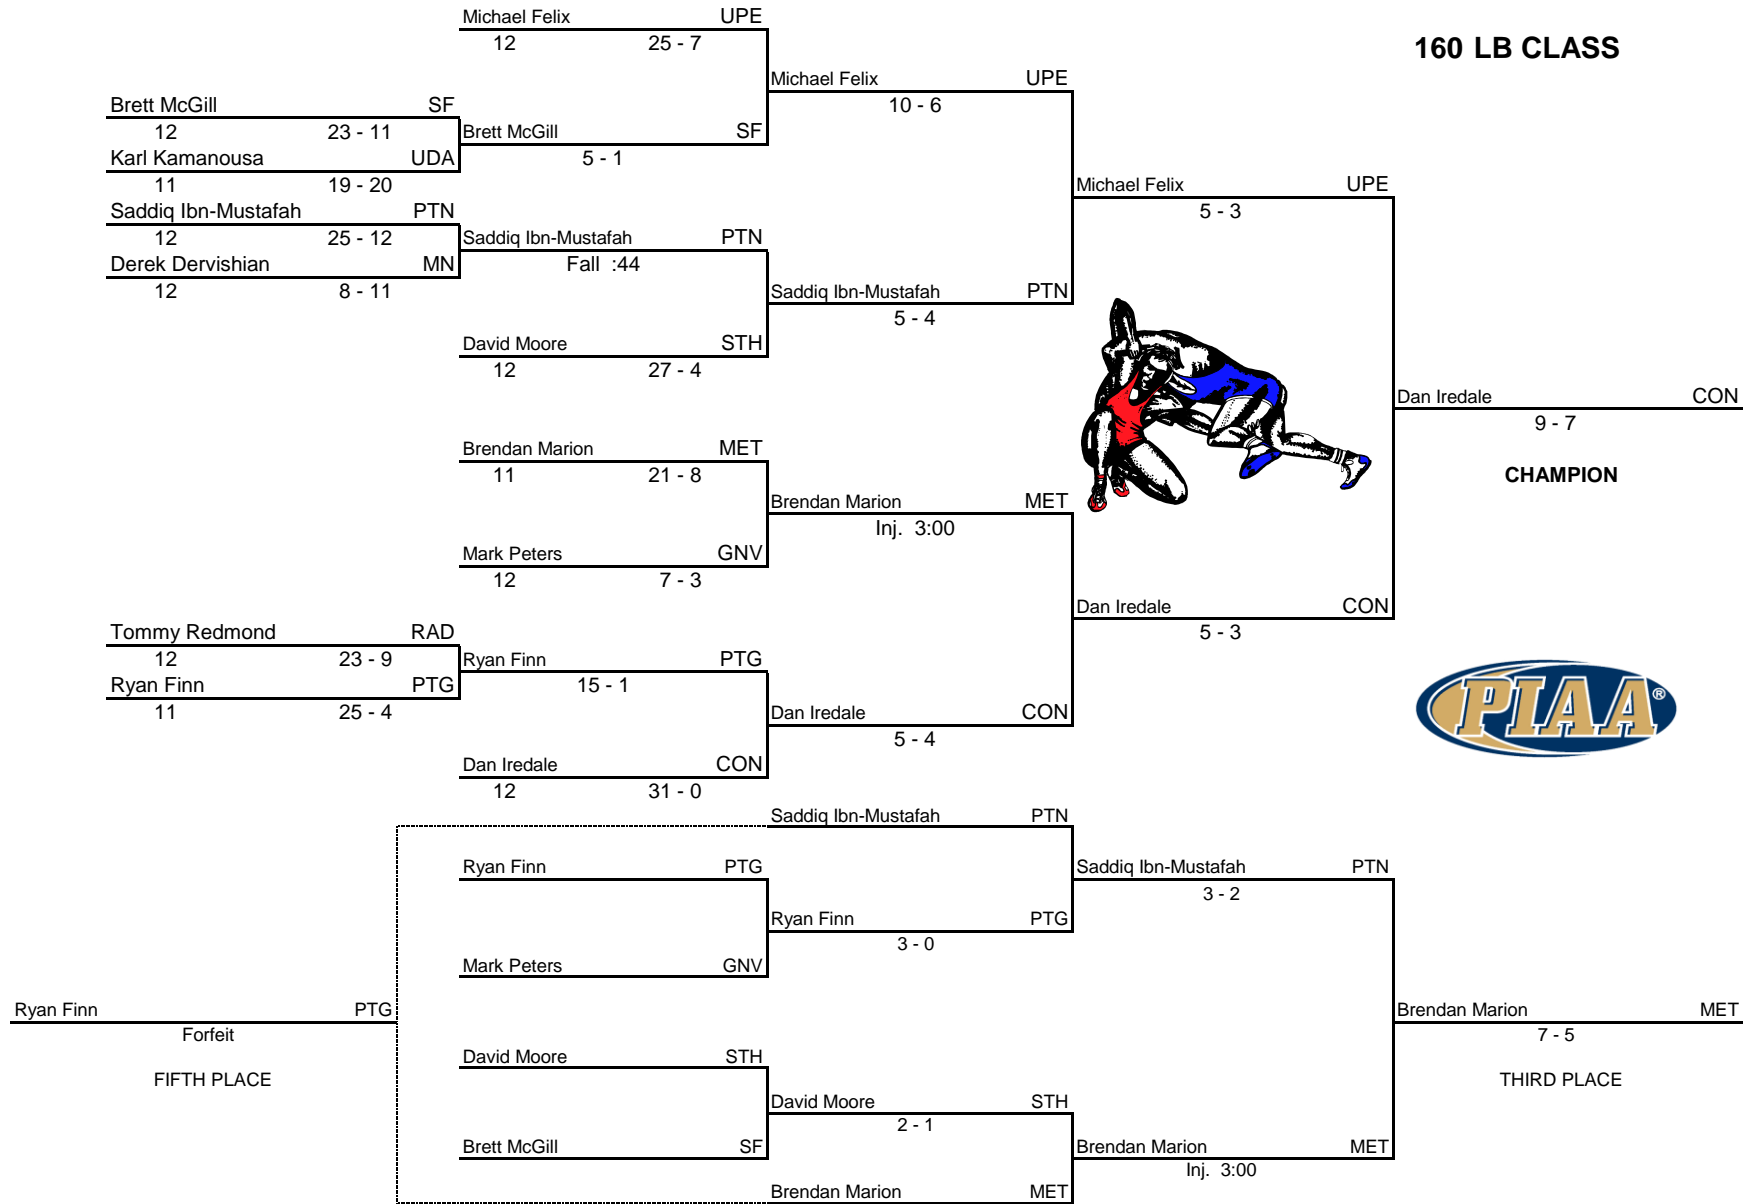 Michael Felix UPE
12 25 - 7
160 LB CLASS
Michael Felix UPE
10 - 6
Brett McGill SF
12 23 - 11
Brett McGill SF
5 - 1
Karl Kamanousa UDA
11 19 - 20
Michael Felix UPE
5 - 3
Saddiq Ibn-Mustafah PTN
12 25 - 12
Saddiq Ibn-Mustafah PTN
Fall :44
Derek Dervishian MN
12 8 - 11
Saddiq Ibn-Mustafah PTN
5 - 4
David Moore STH
12 27 - 4
Dan Iredale CON
9 - 7
CHAMPION
Brendan Marion MET
11 21 - 8
Brendan Marion MET
Inj. 3:00
Mark Peters GNV
12 7 - 3
Dan Iredale CON
5 - 3
Tommy Redmond RAD
12 23 - 9
Ryan Finn PTG
15 - 1
Ryan Finn PTG
11 25 - 4
Dan Iredale CON
5 - 4
PIAA®
Dan Iredale CON
12 31 - 0
Saddiq Ibn-Mustafah PTN
Ryan Finn PTG
Saddiq Ibn-Mustafah PTN
3 - 2
Ryan Finn PTG
3 - 0
Mark Peters GNV
Ryan Finn PTG
Forfeit
FIFTH PLACE
Brendan Marion MET
7 - 5
THIRD PLACE
David Moore STH
David Moore STH
2 - 1
Brett McGill SF
Brendan Marion MET
Inj. 3:00
Brendan Marion MET